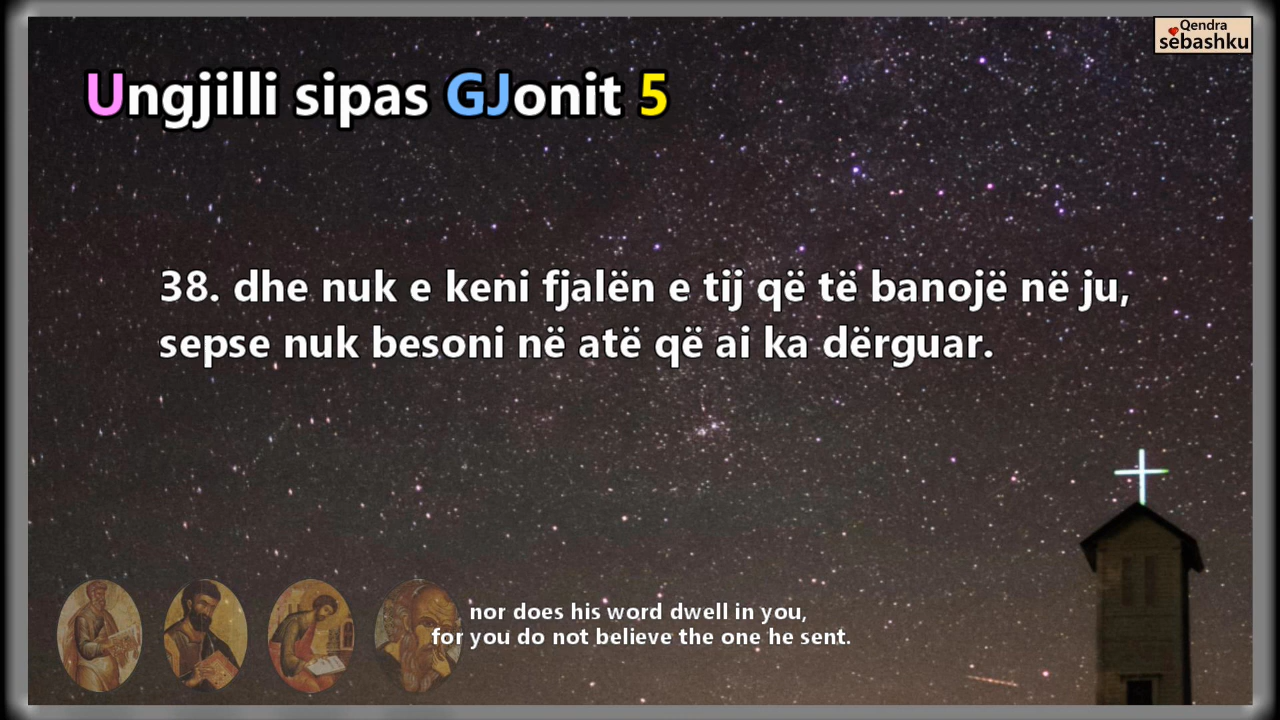 Qendra
sëbashku
Ungjilli sipas GJonit 5
38. dhe nuk e keni fjalën e tij që të banojë në ju,
sepse nuk besoni në atë që ai ka dërguar.
nor does his word dwell in you,
for you do not believe the one he sent.